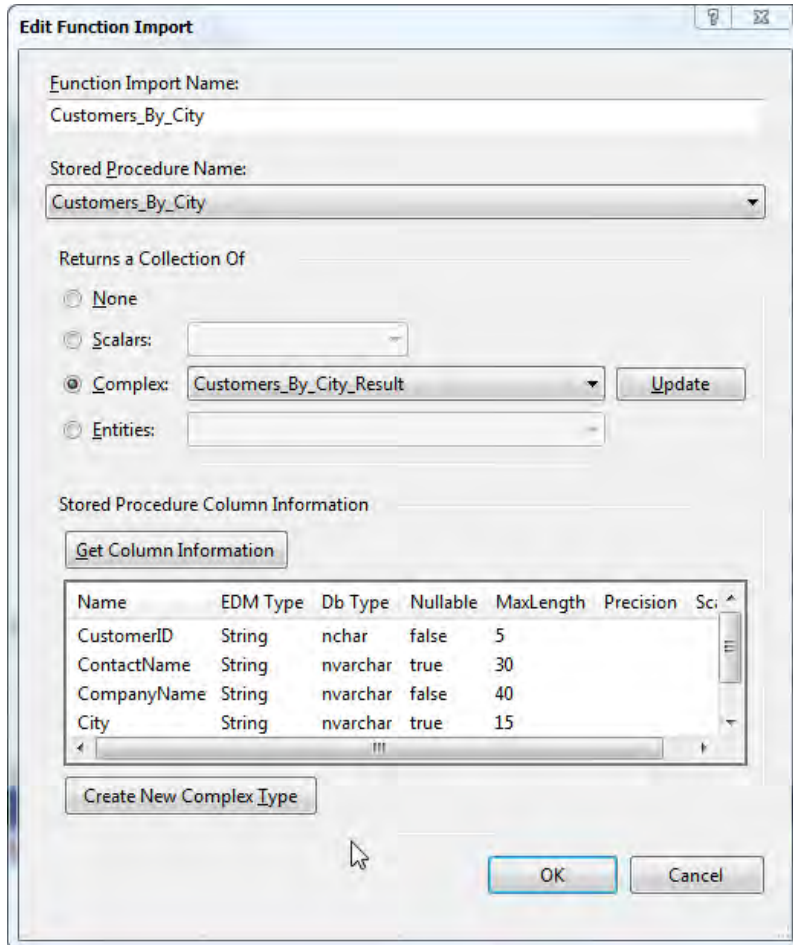 Edit Function Import
Function Import Name:
Customers_By_City
Stored Procedure Name:
Customers_By_City
Returns a Collection Of
None
Scalars:
Complex: Customers_By_City_Result Update
Entities:
Stored Procedure Column Information
Get Column Information
Name EDM Type Db Type Nullable MaxLength Precision
CustomerID String nchar false 5
ContactName String nvarchar true 30
CompanyName String nvarchar false 40
City String nvarchar true 15
Create New Complex Type
OK Cancel